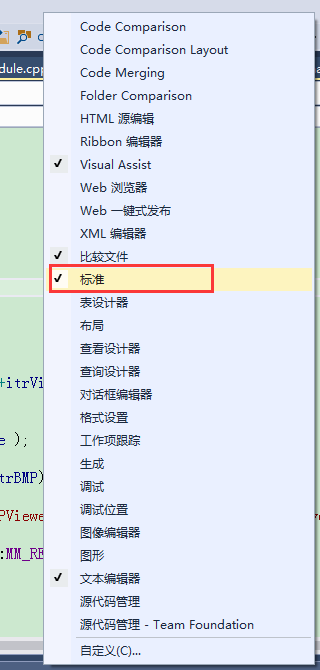 Code Comparison
Code Comparison Layout
dule.cpp
Code Merging
Folder Comparison
HTML 源编辑
Ribbon 编辑器
✓ Visual Assist
Web 浏览器
Web 一键式发布
XML 编辑器
✓ 比较文件
✓ 标准
表设计器
布局
查看设计器
+itrVi
查询设计器
对话框编辑器
格式设置
e );
工作项跟踪
生成
trBMP)
调试
调试位置
PViewe
图像编辑器
:MM_RE
图形
✓ 文本编辑器
源代码管理
源代码管理 - Team Foundation
自定义(C)...